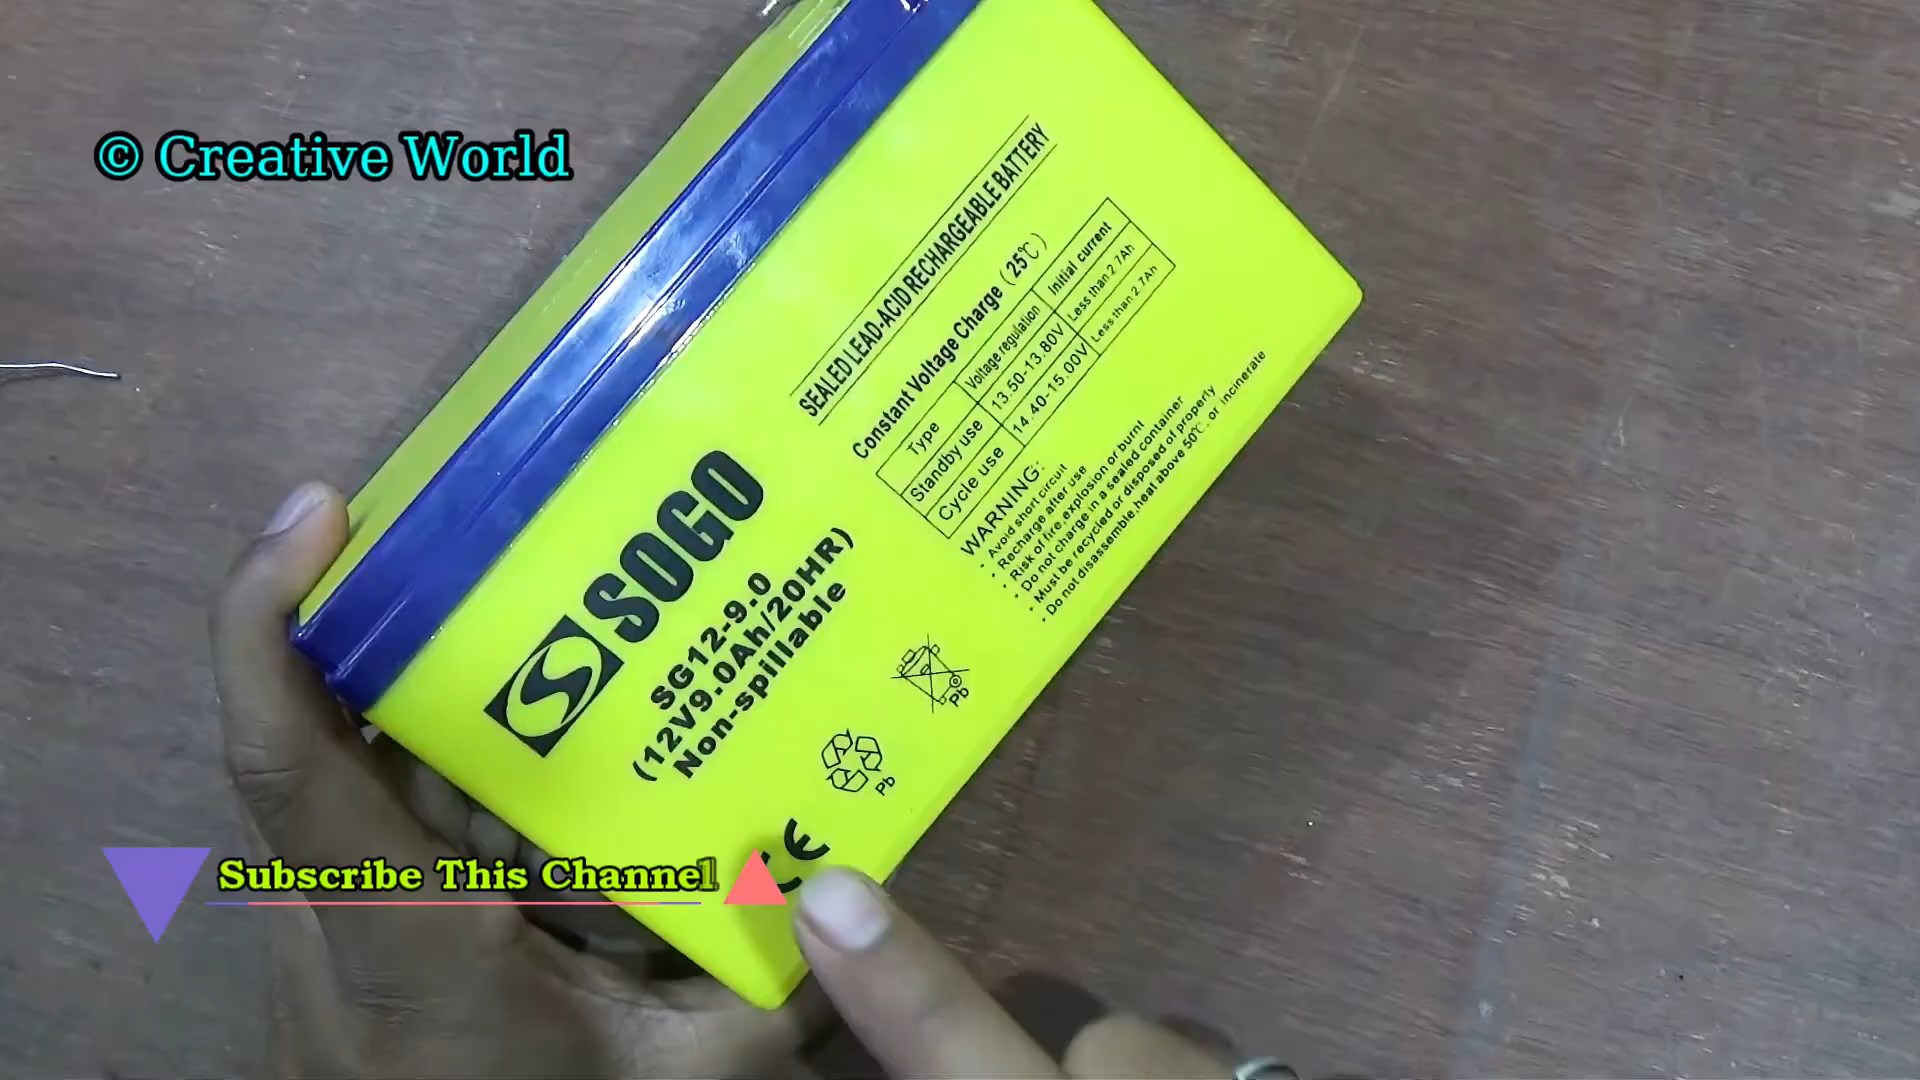 © Creative World
SEALED LEAD-ACID RECHARGEABLE BATTERY
Constant Voltage Charge (25℃)
Type Voltage regulation Initial current
Standby use 13.50-13.80V Less than 2.7Ah
Cycle use 14.40-15.00V Less than 2.7Ah
WARNING:
· Avoid short circuit
· Recharge after use
· Risk of fire,explosion or burnt
· Do not charge in a sealed container
· Must be recycled or disposed of properly
· Do not disassemble,heat above 50℃, or incinerate
SOGO
SG12-9.0
(12V9.0Ah/20HR)
Non-spillable
Pb
Pb
CE
Subscribe This Channel